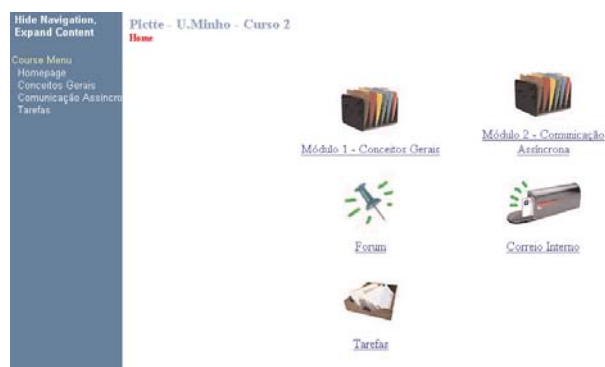 Hide Navigation,
Expand Content
Course Menu
Homepage
Conceitos Gerais
Comunicação Assíncro
Tarefas
Pictte - U.Minho - Curso 2
Home
Módulo 1 - Conceitos Gerais
Módulo 2 - Comunicação
Assíncrona
Forum
Correio Interno
Tarefas